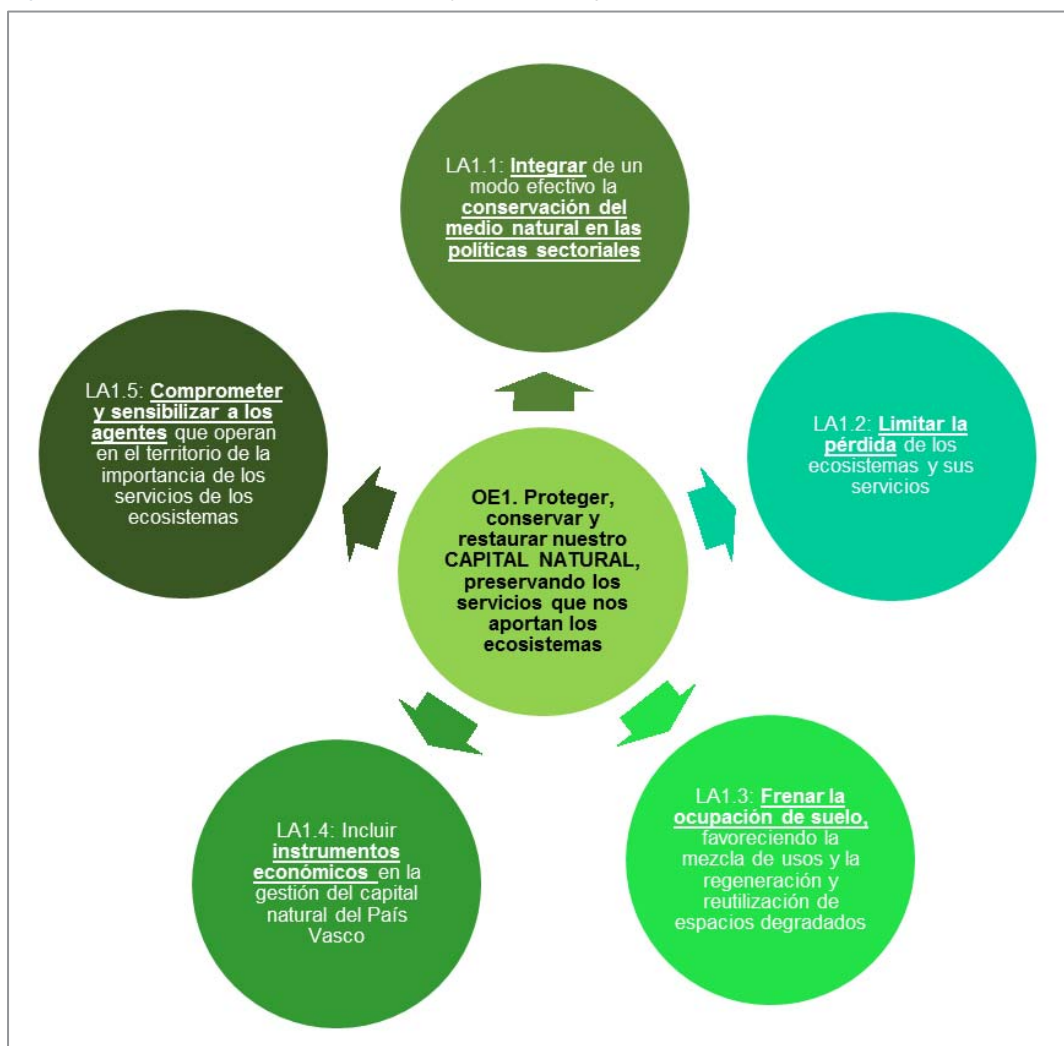 LA1.1: Integrar de un
modo efectivo la
conservación del
medio natural en las
políticas sectoriales
LA1.2: Limitar la
pérdida de los
ecosistemas y sus
servicios
LA1.3: Frenar la
ocupación de suelo,
favoreciendo la
mezcla de usos y la
regeneración y
reutilización de
espacios degradados
LA1.4: Incluir
instrumentos
económicos en la
gestión del capital
natural del País
Vasco
LA1.5: Comprometer
y sensibilizar a los
agentes que operan
en el territorio de la
importancia de los
servicios de los
ecosistemas
OE1. Proteger,
conservar y
restaurar nuestro
CAPITAL NATURAL,
preservando los
servicios que nos
aportan los
ecosistemas